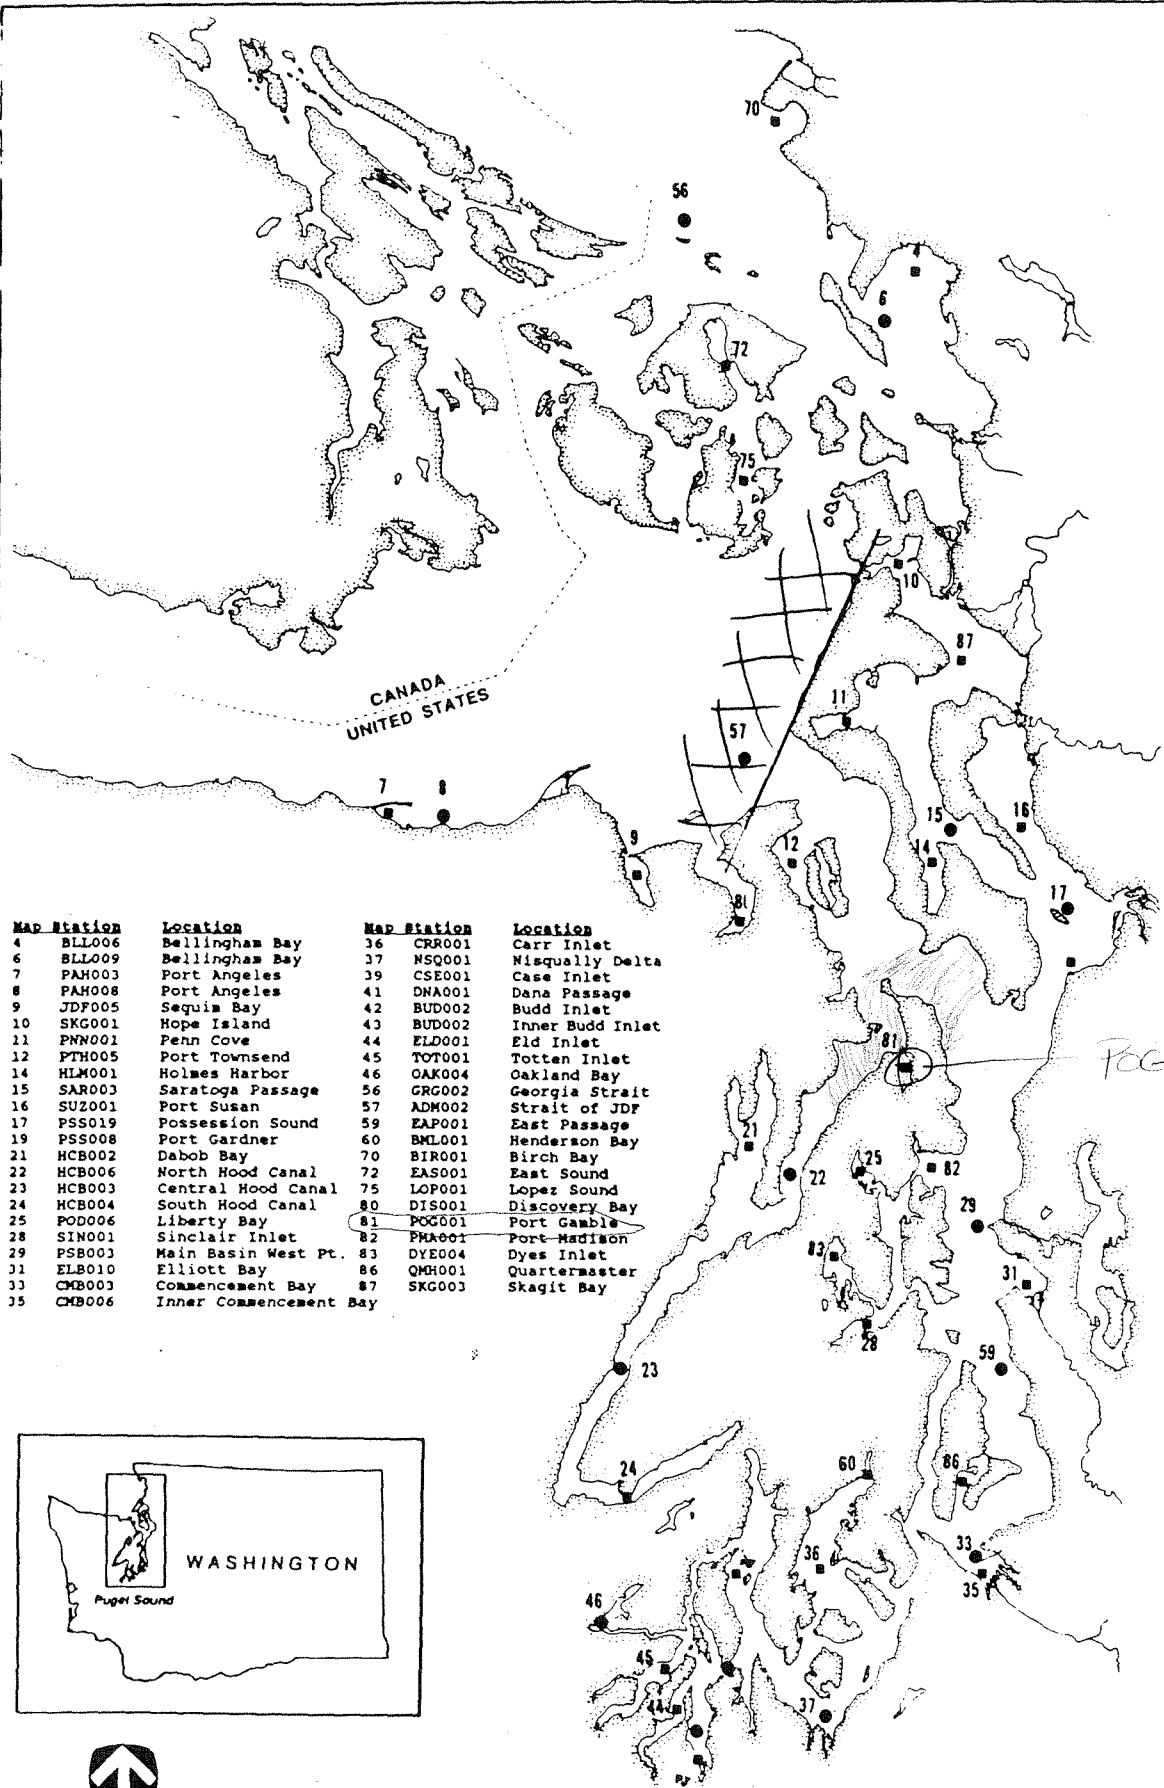 70
56
4
6
72
75
10
87
CANADA
UNITED STATES
57
11
7
8
9
12
15
16
14
17
Map Station Location Map Station Location
4 BLL006 Bellingham Bay 36 CRR001 Carr Inlet
6 BLL009 Bellingham Bay 37 NSQ001 Nisqually Delta
7 PAH003 Port Angeles 39 CSE001 Case Inlet
8 PAH008 Port Angeles 41 DNA001 Dana Passage
9 JDF005 Sequim Bay 42 BUD002 Budd Inlet
10 SKG001 Hope Island 43 BUD002 Inner Budd Inlet
11 PNN001 Penn Cove 44 ELD001 Eld Inlet
12 PTH005 Port Townsend 45 TOT001 Totten Inlet
14 HLM001 Holmes Harbor 46 OAK004 Oakland Bay
15 SAR003 Saratoga Passage 56 GRG002 Georgia Strait
16 SUZ001 Port Susan 57 ADM002 Strait of JDF
17 PSS019 Possession Sound 59 EAP001 East Passage
19 PSS008 Port Gardner 60 BML001 Henderson Bay
21 HCB002 Dabob Bay 70 BIR001 Birch Bay
22 HCB006 North Hood Canal 72 EAS001 East Sound
23 HCB003 Central Hood Canal 75 LOP001 Lopez Sound
24 HCB004 South Hood Canal 80 DIS001 Discovery Bay
25 POD006 Liberty Bay 81 POG001 Port Gamble
28 SIN001 Sinclair Inlet 82 PMA001 Port Madison
29 PSB003 Main Basin West Pt. 83 DYE004 Dyes Inlet
31 ELB010 Elliott Bay 86 QMH001 Quartermaster
33 CMB003 Commencement Bay 87 SKG003 Skagit Bay
35 CMB006 Inner Commencement Bay
81
POG
21
22
25
82
29
83
31
28
23
59
24
60
86
36
33
35
46
45
44
37
WASHINGTON
Puget Sound